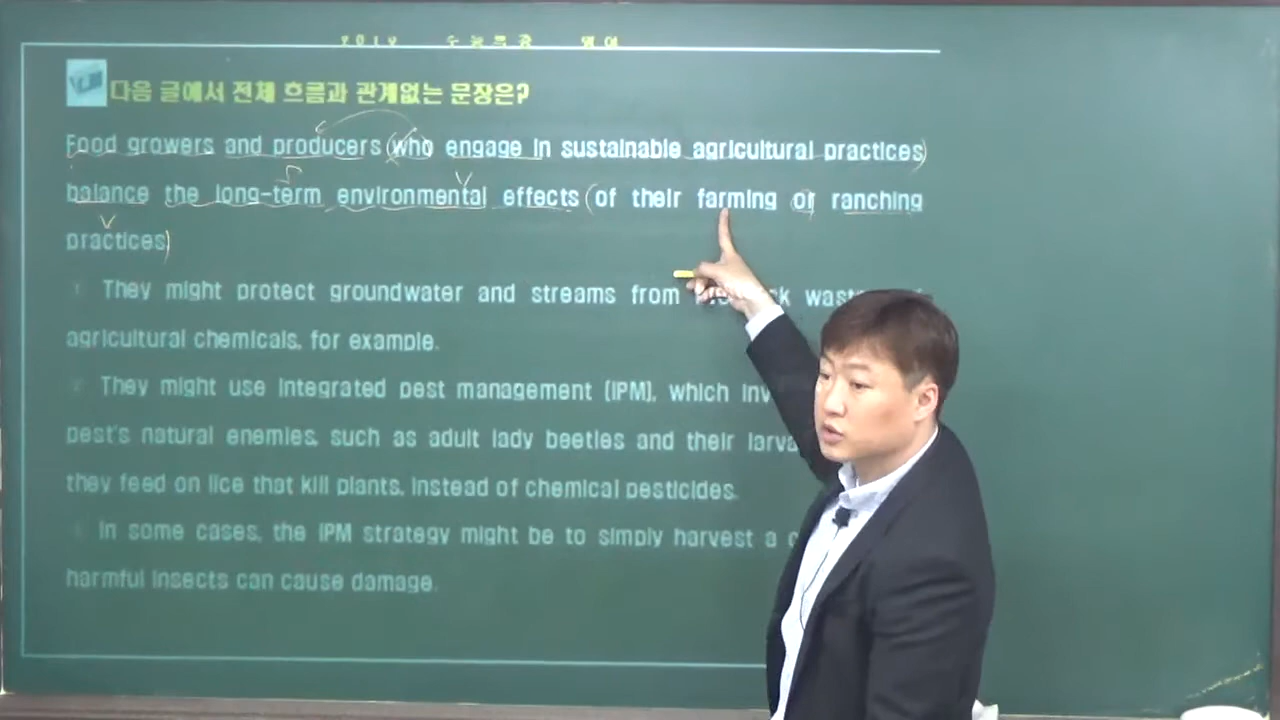 다음 글에서 전체 흐름과 관계없는 문장은?
Food growers and producers (who engage in sustainable agricultural practices)
balance the long-term environmental effects (of their farming or ranching
practices)
They might protect groundwater and streams from
agricultural chemicals, for example.
They might use integrated pest management (IPM), which
pest's natural enemies, such as adult lady beetles and their
they feed on lice that kill plants, instead of chemical pesticides.
In some cases, the IPM strategy might be to simply harvest a
harmful insects can cause damage.